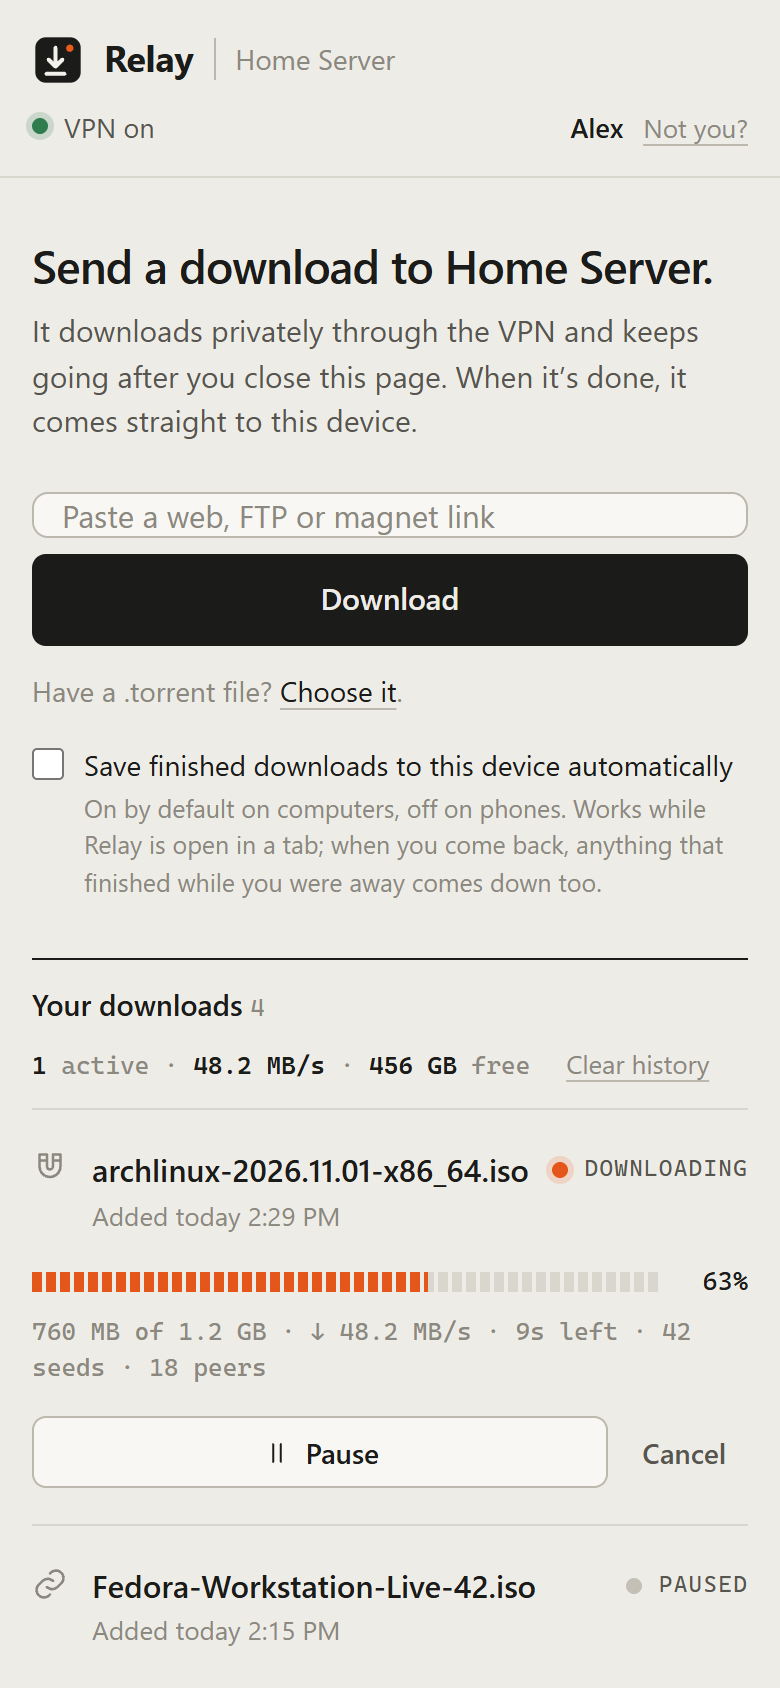 Relay
Home Server
VPN on
Alex Not you?
Send a download to Home Server.
It downloads privately through the VPN and keeps
going after you close this page. When it’s done, it
comes straight to this device.
Paste a web, FTP or magnet link
Download
Have a .torrent file? Choose it.
Save finished downloads to this device automatically
On by default on computers, off on phones. Works while
Relay is open in a tab; when you come back, anything that
finished while you were away comes down too.
Your downloads 4
1 active · 48.2 MB/s · 456 GB free Clear history
archlinux-2026.11.01-x86_64.iso DOWNLOADING
Added today 2:29 PM
63%
760 MB of 1.2 GB · ↓ 48.2 MB/s · 9s left · 42
seeds · 18 peers
Pause Cancel
Fedora-Workstation-Live-42.iso PAUSED
Added today 2:15 PM